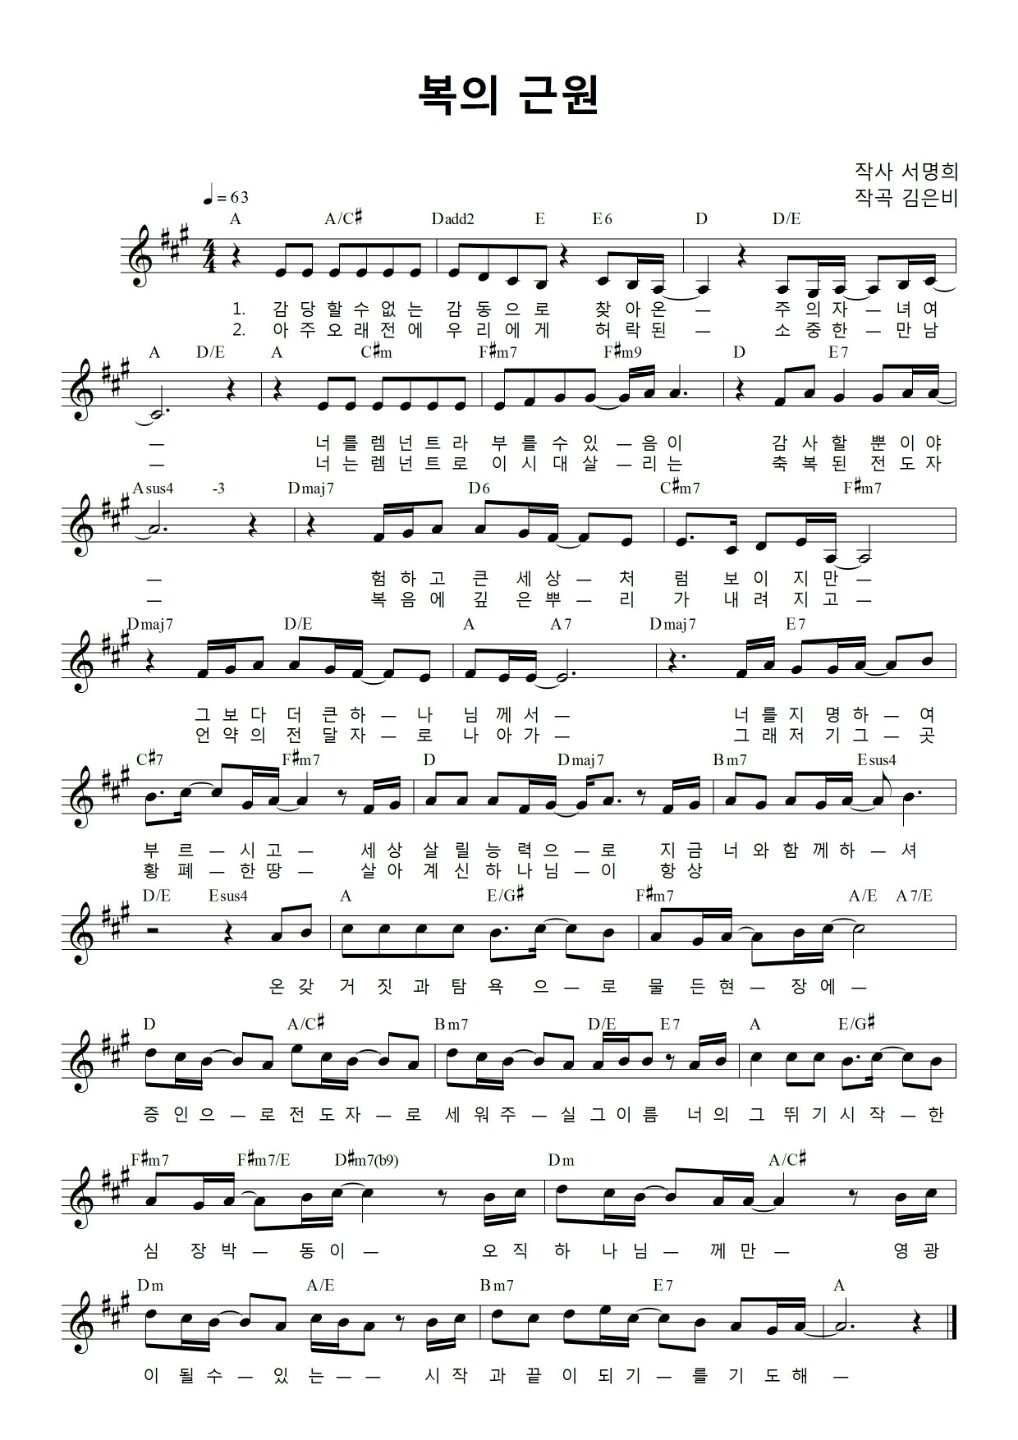 복의 근원
작사 서명희
작곡 김은비
= 63
A A/C# Dadd2 E E6 D D/E
1. 감 당 할 수 없 는 감 동 으 로 찾 아 온 — 주 의 자 — 녀 여
2. 아 주 오 래 전 에 우 리 에 게 허 락 된 — 소 중 한 — 만 남
A D/E A C#m F#m7 F#m9 D E7
— 너 를 렘 넌 트 라 부 를 수 있 — 음 이 감 사 할 뿐 이 야
— 너 는 렘 넌 트 로 이 시 대 살 — 리 는 축 복 된 전 도 자
Asus4 -3 Dmaj7 D6 C#m7 F#m7
— 험 하 고 큰 세 상 — 처 럼 보 이 지 만 —
— 복 음 에 깊 은 뿌 — 리 가 내 려 지 고 —
Dmaj7 D/E A A7 Dmaj7 E7
그 보 다 더 큰 하 — 나 님 께 서 — 너 를 지 명 하 — 여
언 약 의 전 달 자 — 로 나 아 가 — 그 래 저 기 그 — 곳
C#7 F#m7 D Dmaj7 Bm7 Esus4
부 르 — 시 고 — 세 상 살 릴 능 력 으 — 로 지 금 너 와 함 께 하 — 셔
황 폐 — 한 땅 — 살 아 계 신 하 나 님 — 이 항 상
D/E Esus4 A E/G# F#m7 A/E A7/E
온 갖 거 짓 과 탐 욕 으 — 로 물 든 현 — 장 에 —
D A/C# Bm7 D/E E7 A E/G#
증 인 으 — 로 전 도 자 — 로 세 워 주 — 실 그 이 름 너 의 그 뛰 기 시 작 — 한
F#m7 F#m7/E D#m7(b9) Dm A/C#
심 장 박 — 동 이 — 오 직 하 나 님 — 께 만 — 영 광
Dm A/E Bm7 E7 A
이 될 수 — 있 는 — — 시 작 과 끝 이 되 기 — 를 기 도 해 —